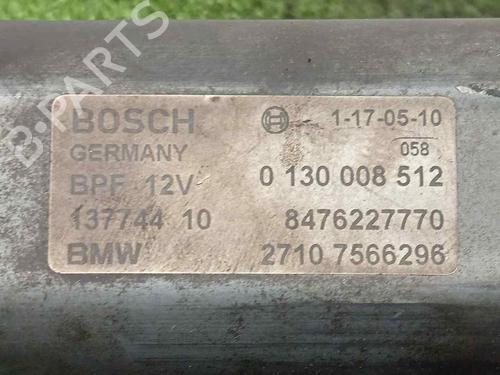 B-PARTS
BOSCH 1-17-05-10
GERMANY 058
BPF 12V 0 130 008 512
137744 10 8476227770
BMW 2710 7566296